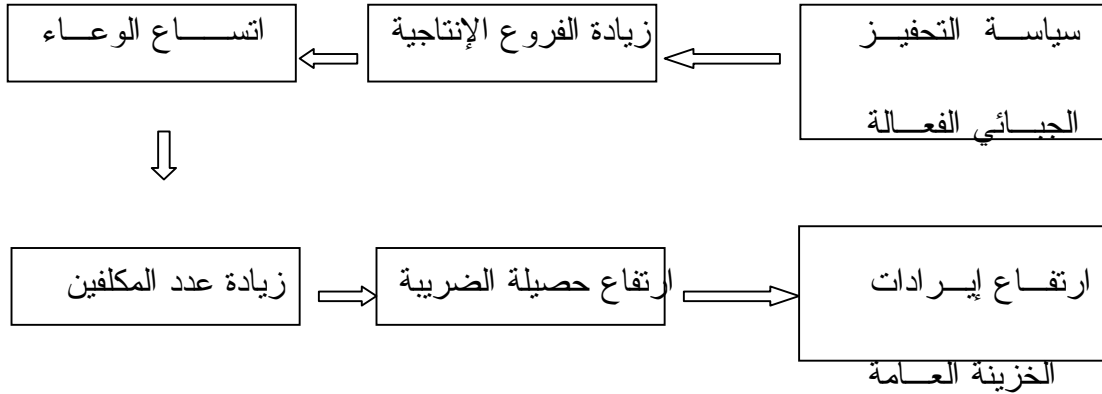 سياسة التحفيز
الجبائي الفعالة
زيادة الفروع الإنتاجية
اتساع الوعاء
زيادة عدد المكلفين
ارتفاع حصيلة الضريبة
ارتفاع إيرادات
الخزينة العامة